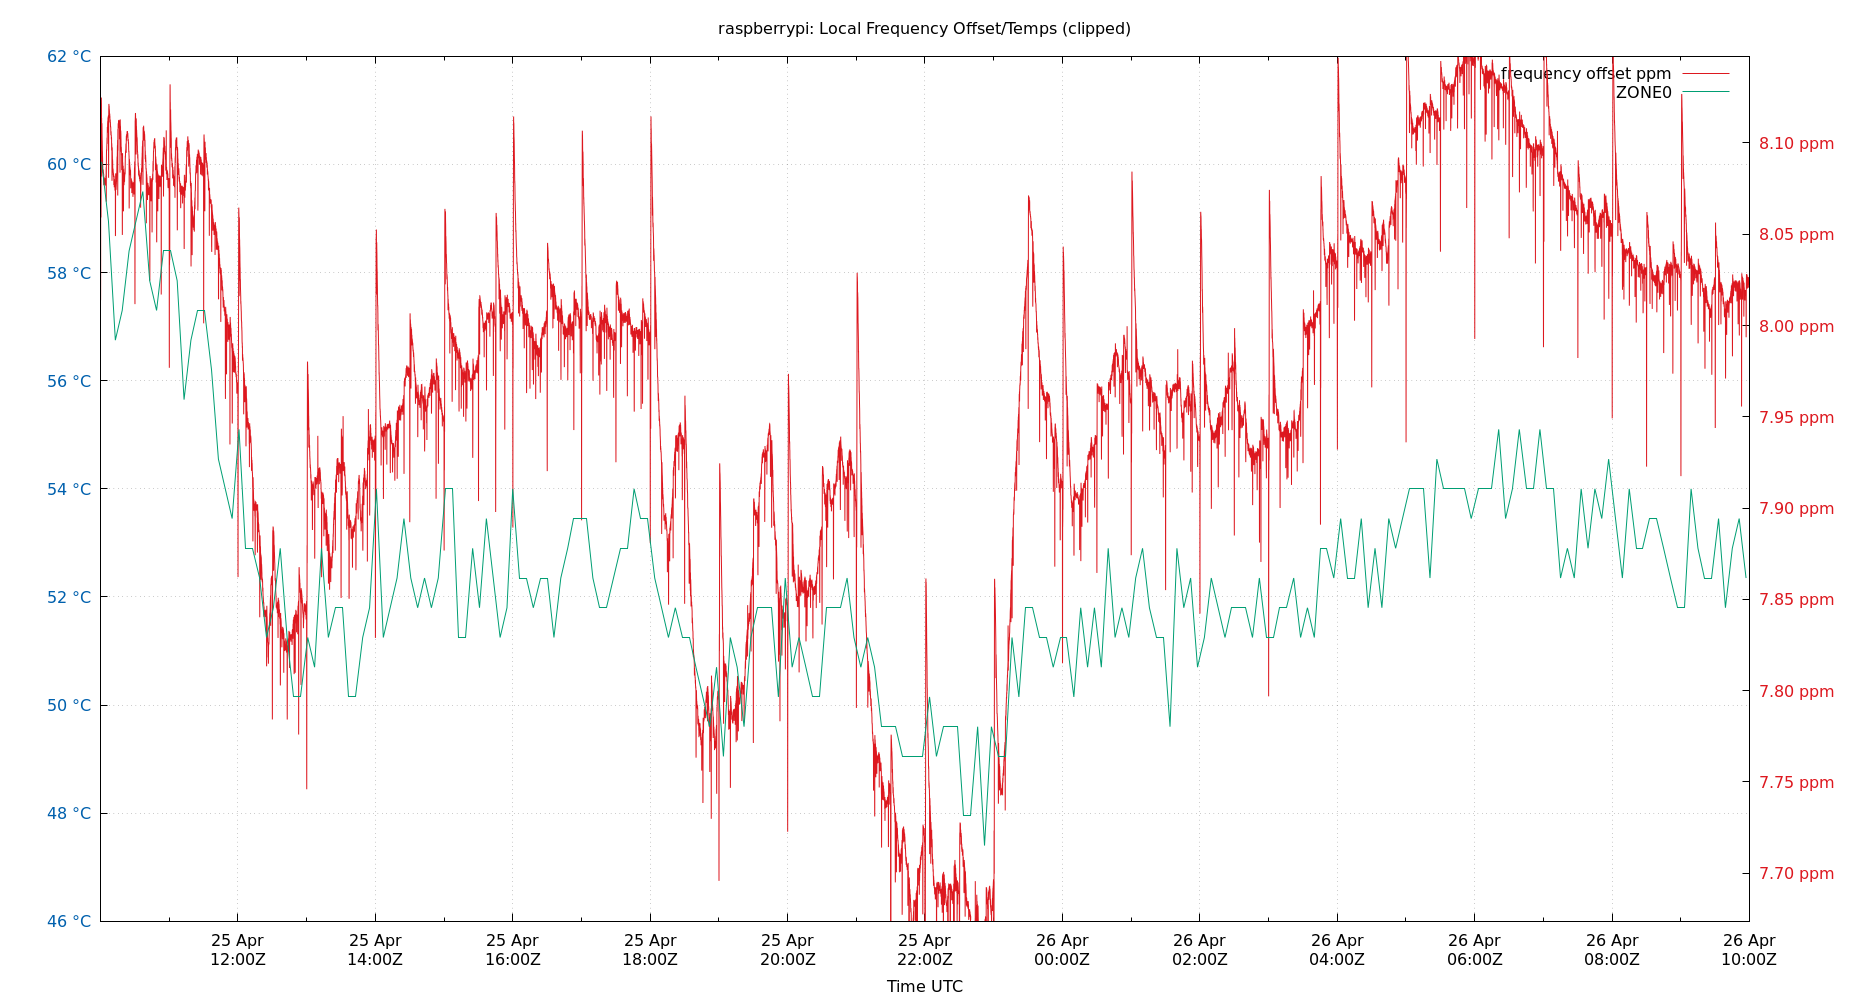 raspberrypi: Local Frequency Offset/Temps (clipped)
frequency offset ppm
ZONE0
62 °C
60 °C
58 °C
56 °C
54 °C
52 °C
50 °C
48 °C
46 °C
8.10 ppm
8.05 ppm
8.00 ppm
7.95 ppm
7.90 ppm
7.85 ppm
7.80 ppm
7.75 ppm
7.70 ppm
25 Apr 25 Apr 25 Apr 25 Apr 25 Apr 25 Apr 26 Apr 26 Apr 26 Apr 26 Apr 26 Apr 26 Apr
12:00Z 14:00Z 16:00Z 18:00Z 20:00Z 22:00Z 00:00Z 02:00Z 04:00Z 06:00Z 08:00Z 10:00Z
Time UTC